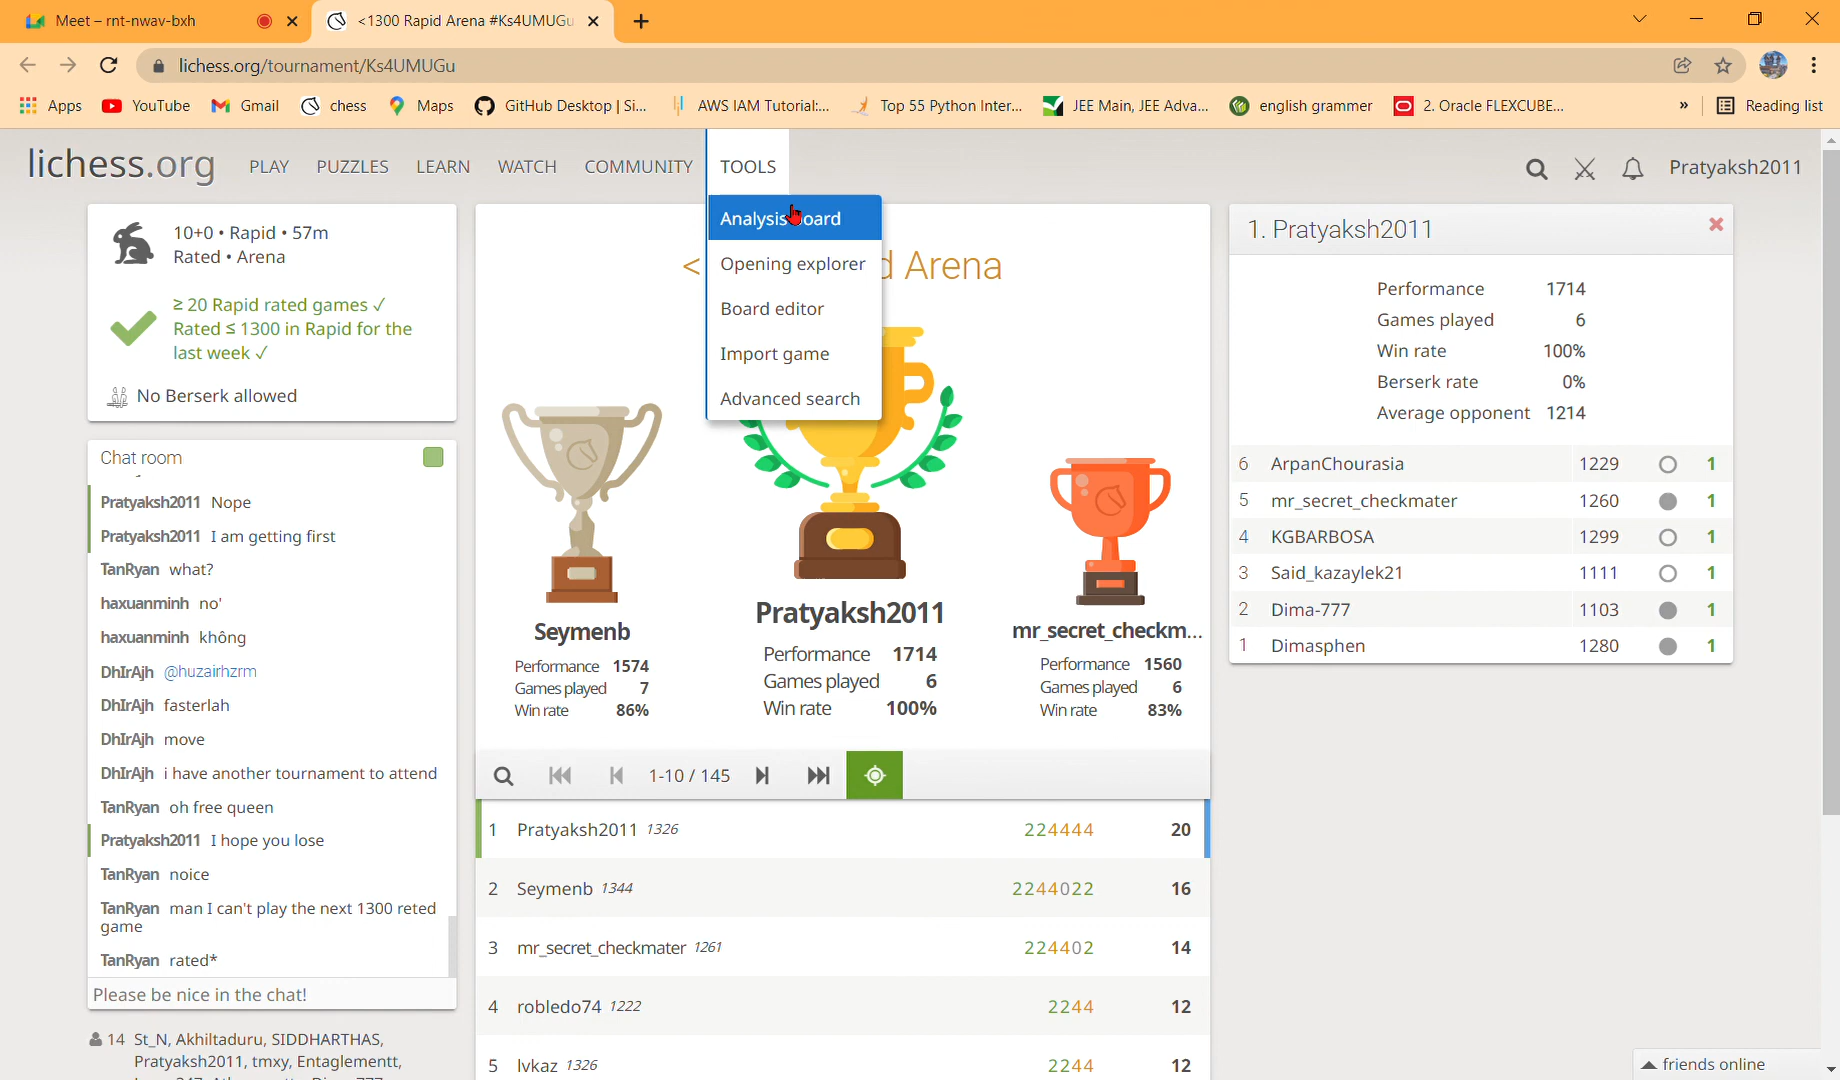 Meet – rnt-nwav-bxh
<1300 Rapid Arena #Ks4UMUGu
lichess.org/tournament/Ks4UMUGu
Apps YouTube Gmail chess Maps GitHub Desktop | Si... AWS IAM Tutorial:... Top 55 Python Inter... JEE Main, JEE Adva... english grammer 2. Oracle FLEXCUBE... » Reading list
lichess.org PLAY PUZZLES LEARN WATCH COMMUNITY TOOLS Pratyaksh2011
Analysis board
Opening explorer
Board editor
Import game
Advanced search
10+0 • Rapid • 57m
Rated • Arena
≥ 20 Rapid rated games ✓
Rated ≤ 1300 in Rapid for the
last week ✓
No Berserk allowed
Chat room
Pratyaksh2011 Nope
Pratyaksh2011 I am getting first
TanRyan what?
haxuanminh no'
haxuanminh không
DhIrAjh @huzairhzrm
DhIrAjh fasterlah
DhIrAjh move
DhIrAjh i have another tournament to attend
TanRyan oh free queen
Pratyaksh2011 I hope you lose
TanRyan noice
TanRyan man I can't play the next 1300 reted
game
TanRyan rated*
Please be nice in the chat!
14 St_N, Akhiltaduru, SIDDHARTHAS,
Pratyaksh2011, tmxy, Entaglementt,
< d Arena
Seymenb
Performance 1574
Games played 7
Win rate 86%
Pratyaksh2011
Performance 1714
Games played 6
Win rate 100%
mr_secret_checkm...
Performance 1560
Games played 6
Win rate 83%
1-10 / 145
1 Pratyaksh2011 1326 224444 20
2 Seymenb 1344 2244022 16
3 mr_secret_checkmater 1261 224402 14
4 robledo74 1222 2244 12
5 lvkaz 1326 2244 12
1. Pratyaksh2011
Performance 1714
Games played 6
Win rate 100%
Berserk rate 0%
Average opponent 1214
6 ArpanChourasia 1229 1
5 mr_secret_checkmater 1260 1
4 KGBARBOSA 1299 1
3 Said_kazaylek21 1111 1
2 Dima-777 1103 1
1 Dimasphen 1280 1
friends online